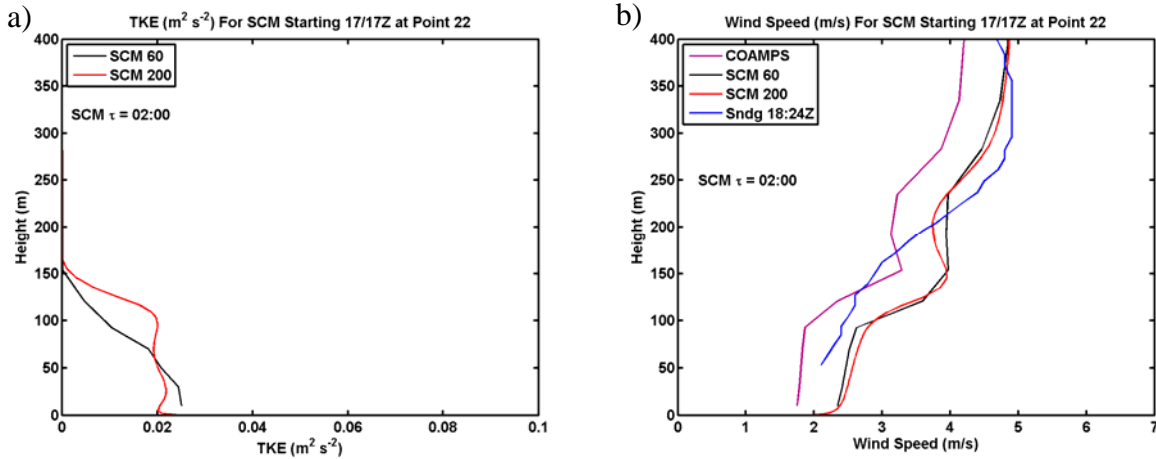 a)
TKE (m² s⁻²) For SCM Starting 17/17Z at Point 22
400
350
300
250
200
150
100
50
0
Height (m)
SCM 60
SCM 200
SCM τ = 02:00
0 0.02 0.04 0.06 0.08 0.1
TKE (m² s⁻²)
b)
Wind Speed (m/s) For SCM Starting 17/17Z at Point 22
400
350
300
250
200
150
100
50
0
Height (m)
COAMPS
SCM 60
SCM 200
Sndg 18:24Z
SCM τ = 02:00
0 1 2 3 4 5 6 7
Wind Speed (m/s)